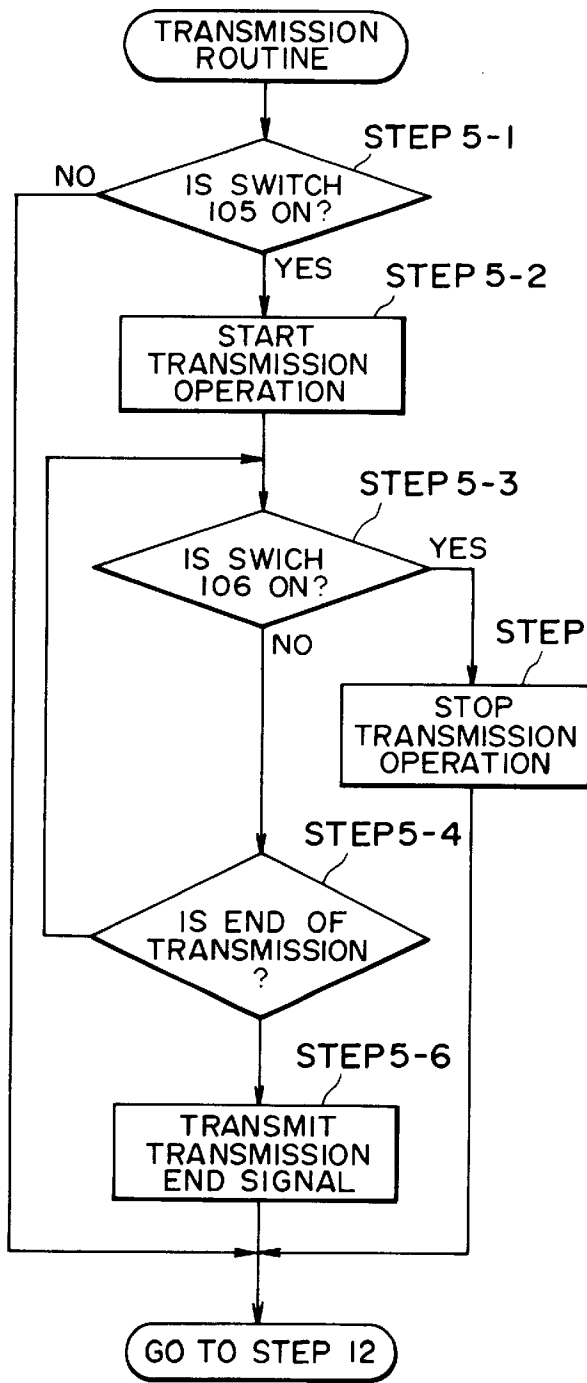 TRANSMISSION
ROUTINE
STEP 5-1
NO
IS SWITCH
105 ON?
YES
STEP 5-2
START
TRANSMISSION
OPERATION
STEP 5-3
IS SWICH
106 ON?
YES
NO
STEP
STOP
TRANSMISSION
OPERATION
STEP5-4
IS END OF
TRANSMISSION
?
STEP5-6
TRANSMIT
TRANSMISSION
END SIGNAL
GO TO STEP 12